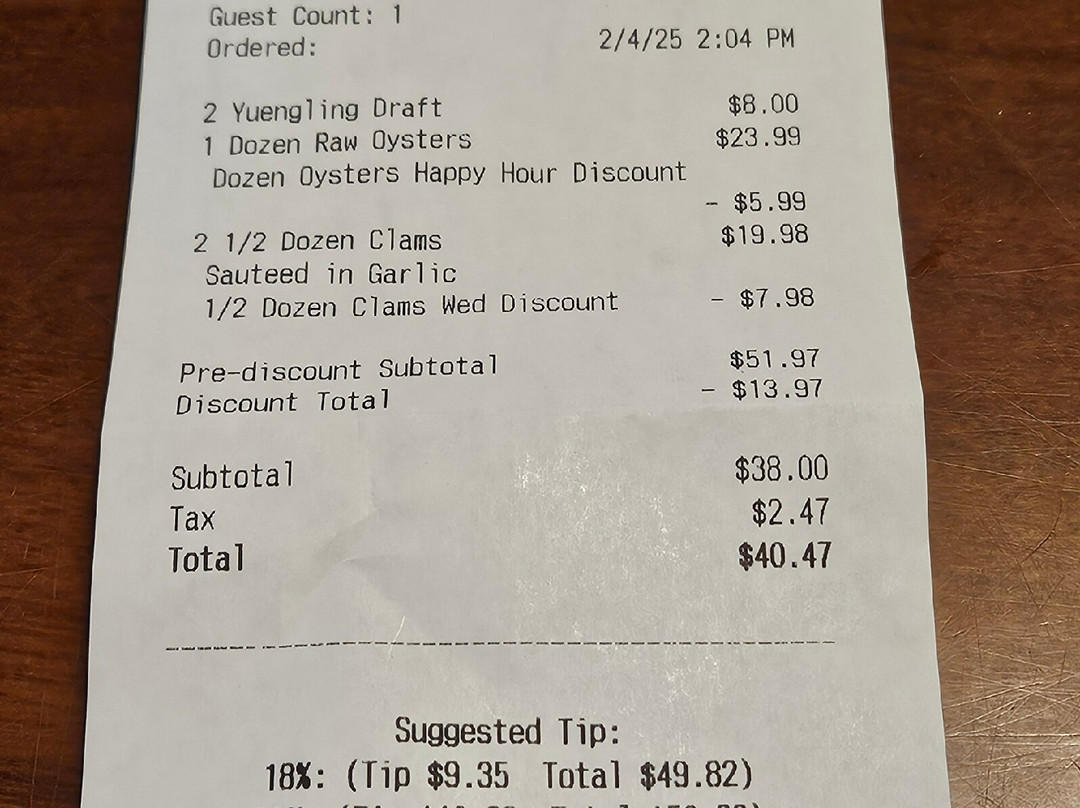 Guest Count: 1
Ordered: 2/4/25 2:04 PM
2 Yuengling Draft $8.00
1 Dozen Raw Oysters $23.99
Dozen Oysters Happy Hour Discount
- $5.99
2 1/2 Dozen Clams $19.98
Sauteed in Garlic
1/2 Dozen Clams Wed Discount - $7.98
Pre-discount Subtotal $51.97
Discount Total - $13.97
Subtotal $38.00
Tax $2.47
Total $40.47
Suggested Tip:
18%: (Tip $9.35 Total $49.82)